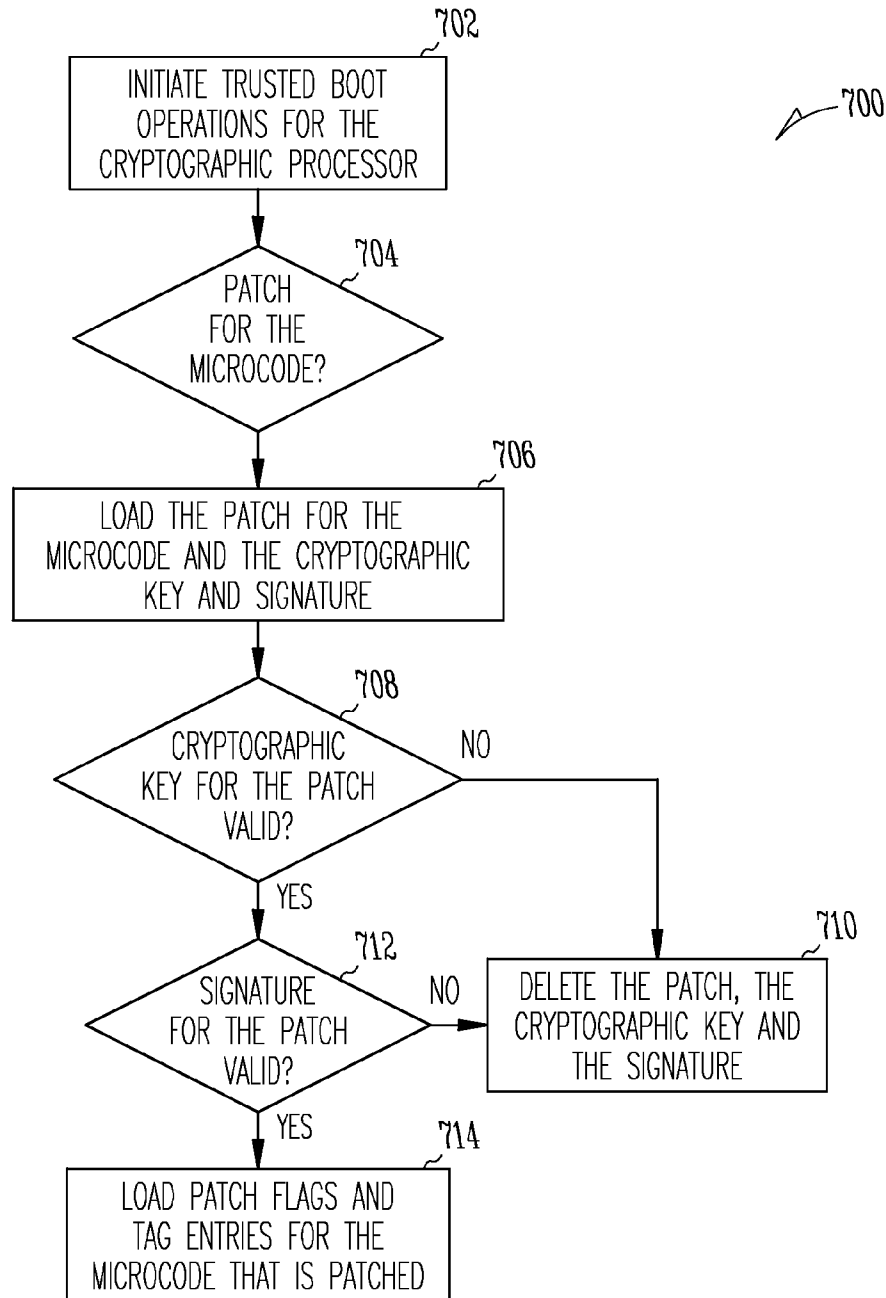 702
INITIATE TRUSTED BOOT
OPERATIONS FOR THE
CRYPTOGRAPHIC PROCESSOR
700
704
PATCH
FOR THE
MICROCODE?
706
LOAD THE PATCH FOR THE
MICROCODE AND THE CRYPTOGRAPHIC
KEY AND SIGNATURE
708
CRYPTOGRAPHIC
KEY FOR THE PATCH
VALID?
NO
YES
712
SIGNATURE
FOR THE PATCH
VALID?
NO
710
DELETE THE PATCH, THE
CRYPTOGRAPHIC KEY AND
THE SIGNATURE
YES
714
LOAD PATCH FLAGS AND
TAG ENTRIES FOR THE
MICROCODE THAT IS PATCHED